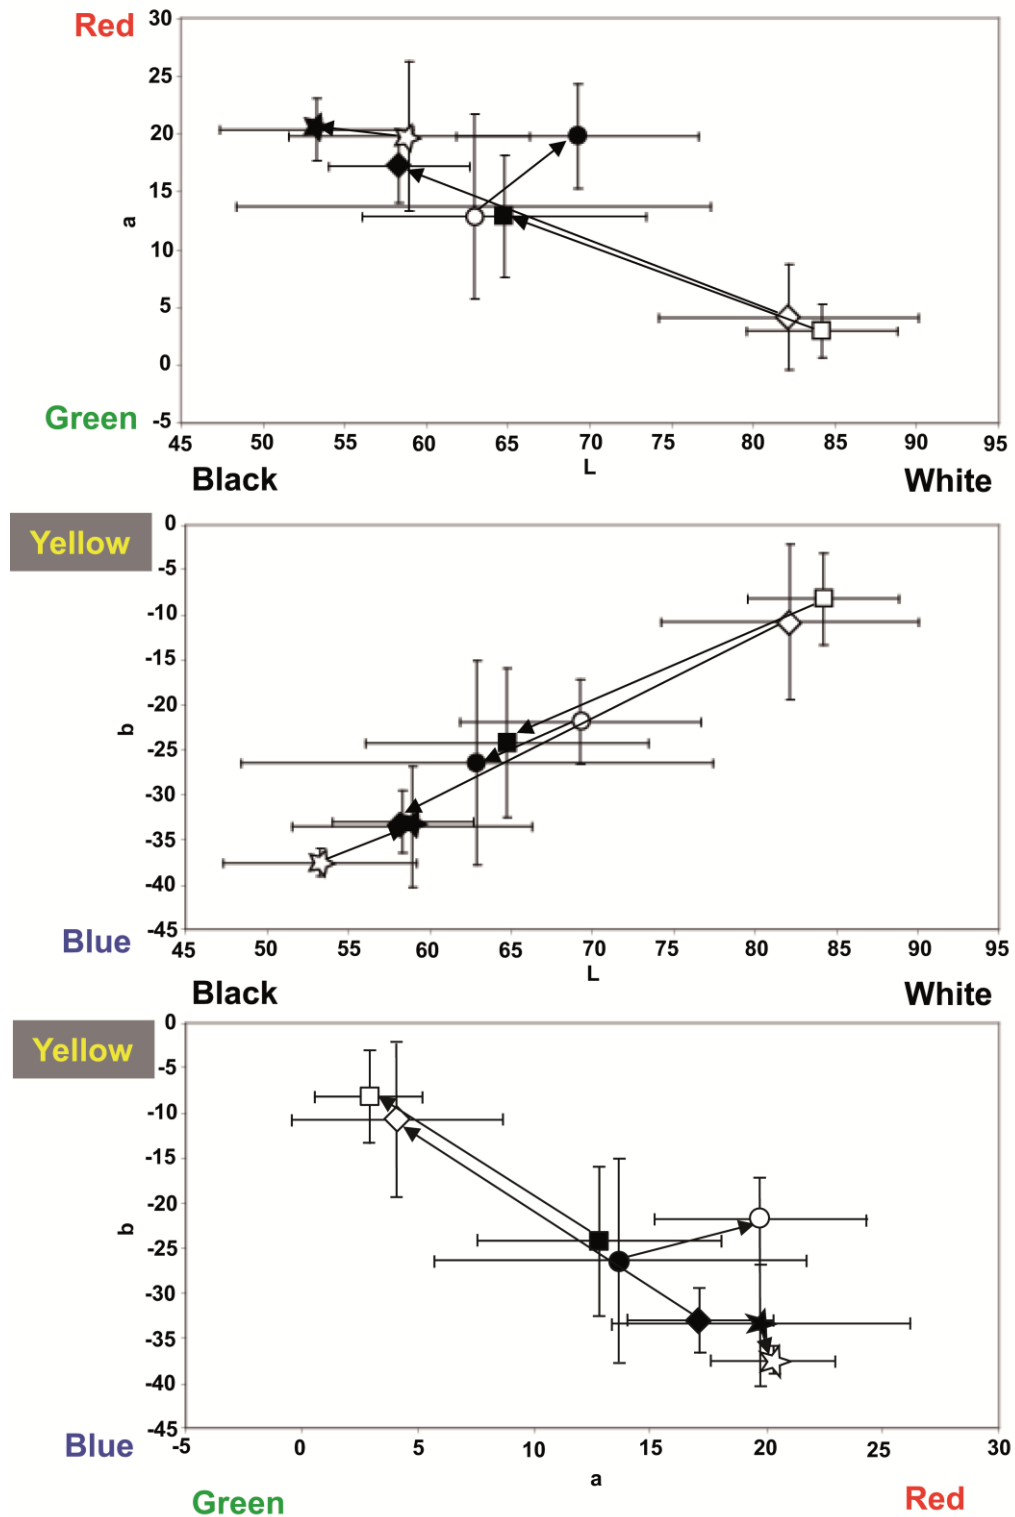 Red
30
25
20
15
10
5
0
-5
a
Green
45 50 55 60 65 70 75 80 85 90 95
L
Black White
Yellow
0
-5
-10
-15
-20
-25
-30
-35
-40
-45
b
Blue
45 50 55 60 65 70 75 80 85 90 95
L
Black White
Yellow
0
-5
-10
-15
-20
-25
-30
-35
-40
-45
b
Blue
-5 0 5 10 15 20 25 30
a
Green Red